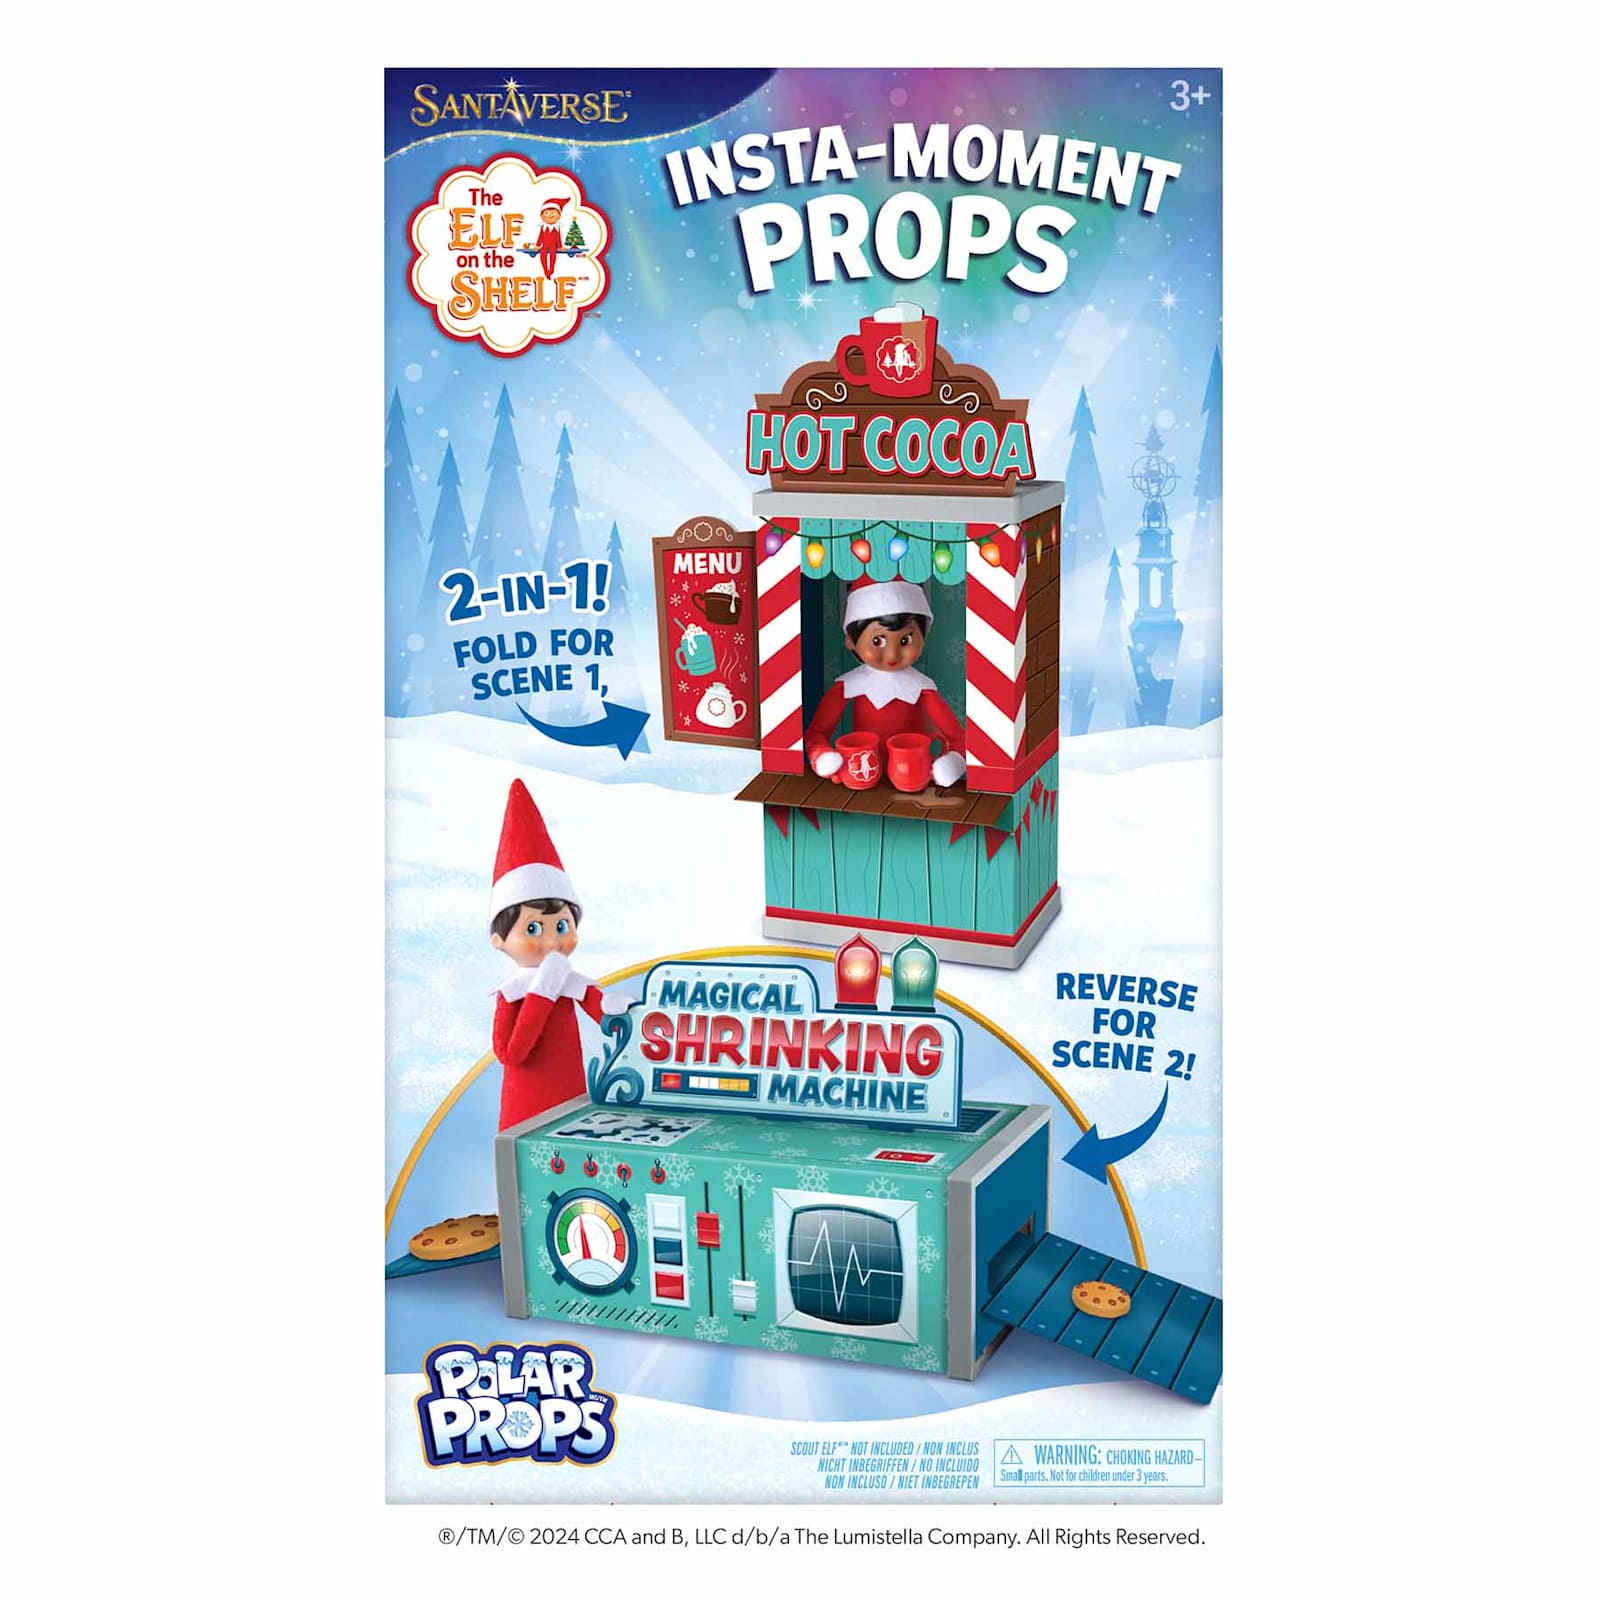 SANTAVERSE
3+
The
ELF
on the
SHELF
INSTA-MOMENT
PROPS
HOT COCOA
MENU
2-IN-1!
FOLD FOR
SCENE 1,
MAGICAL
SHRINKING
MACHINE
REVERSE
FOR
SCENE 2!
POLAR
PROPS
SCOUT ELF NOT INCLUDED / NON INCLUS
NICHT INBEGRIFFEN / NO INCLUIDO
NON INCLUSO / NIET INBEGREPEN
WARNING: CHOKING HAZARD–
Small parts. Not for children under 3 years.
®/TM/© 2024 CCA and B, LLC d/b/a The Lumistella Company. All Rights Reserved.